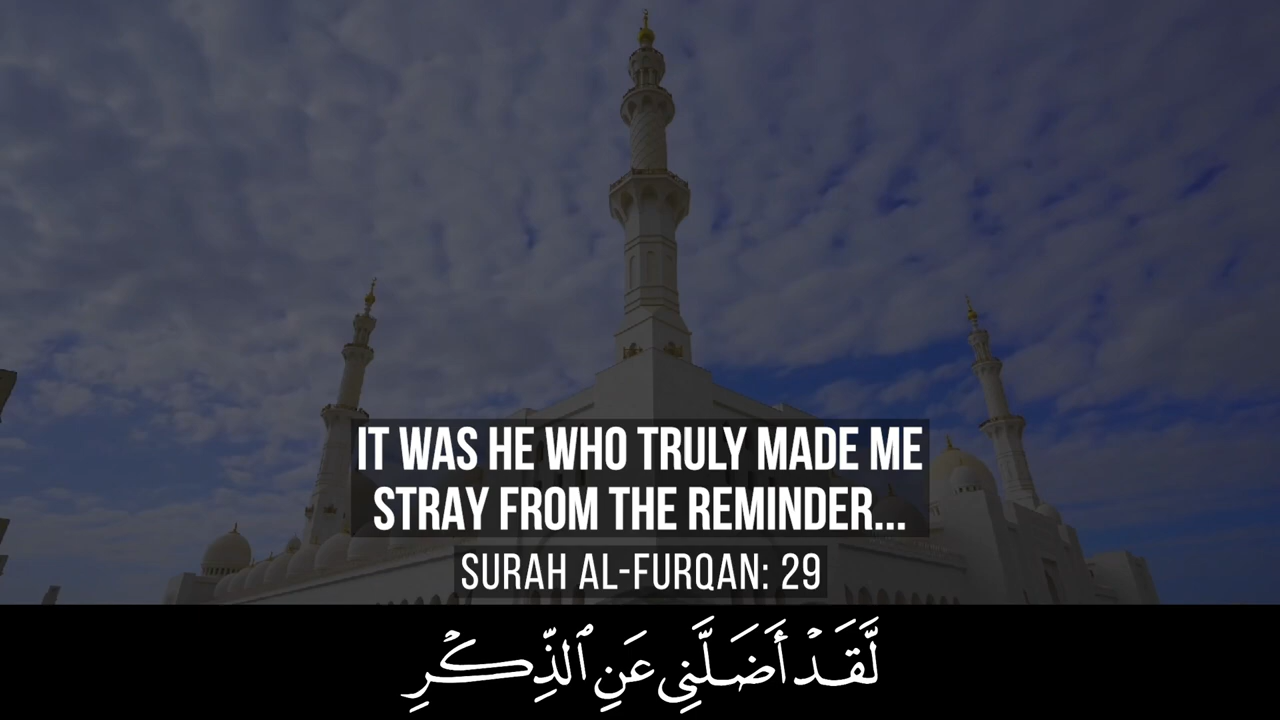 IT WAS HE WHO TRULY MADE ME
STRAY FROM THE REMINDER...
SURAH AL-FURQAN: 29
لَّقَدۡ أَضَلَّنِي عَنِ ٱلذِّكۡرِ